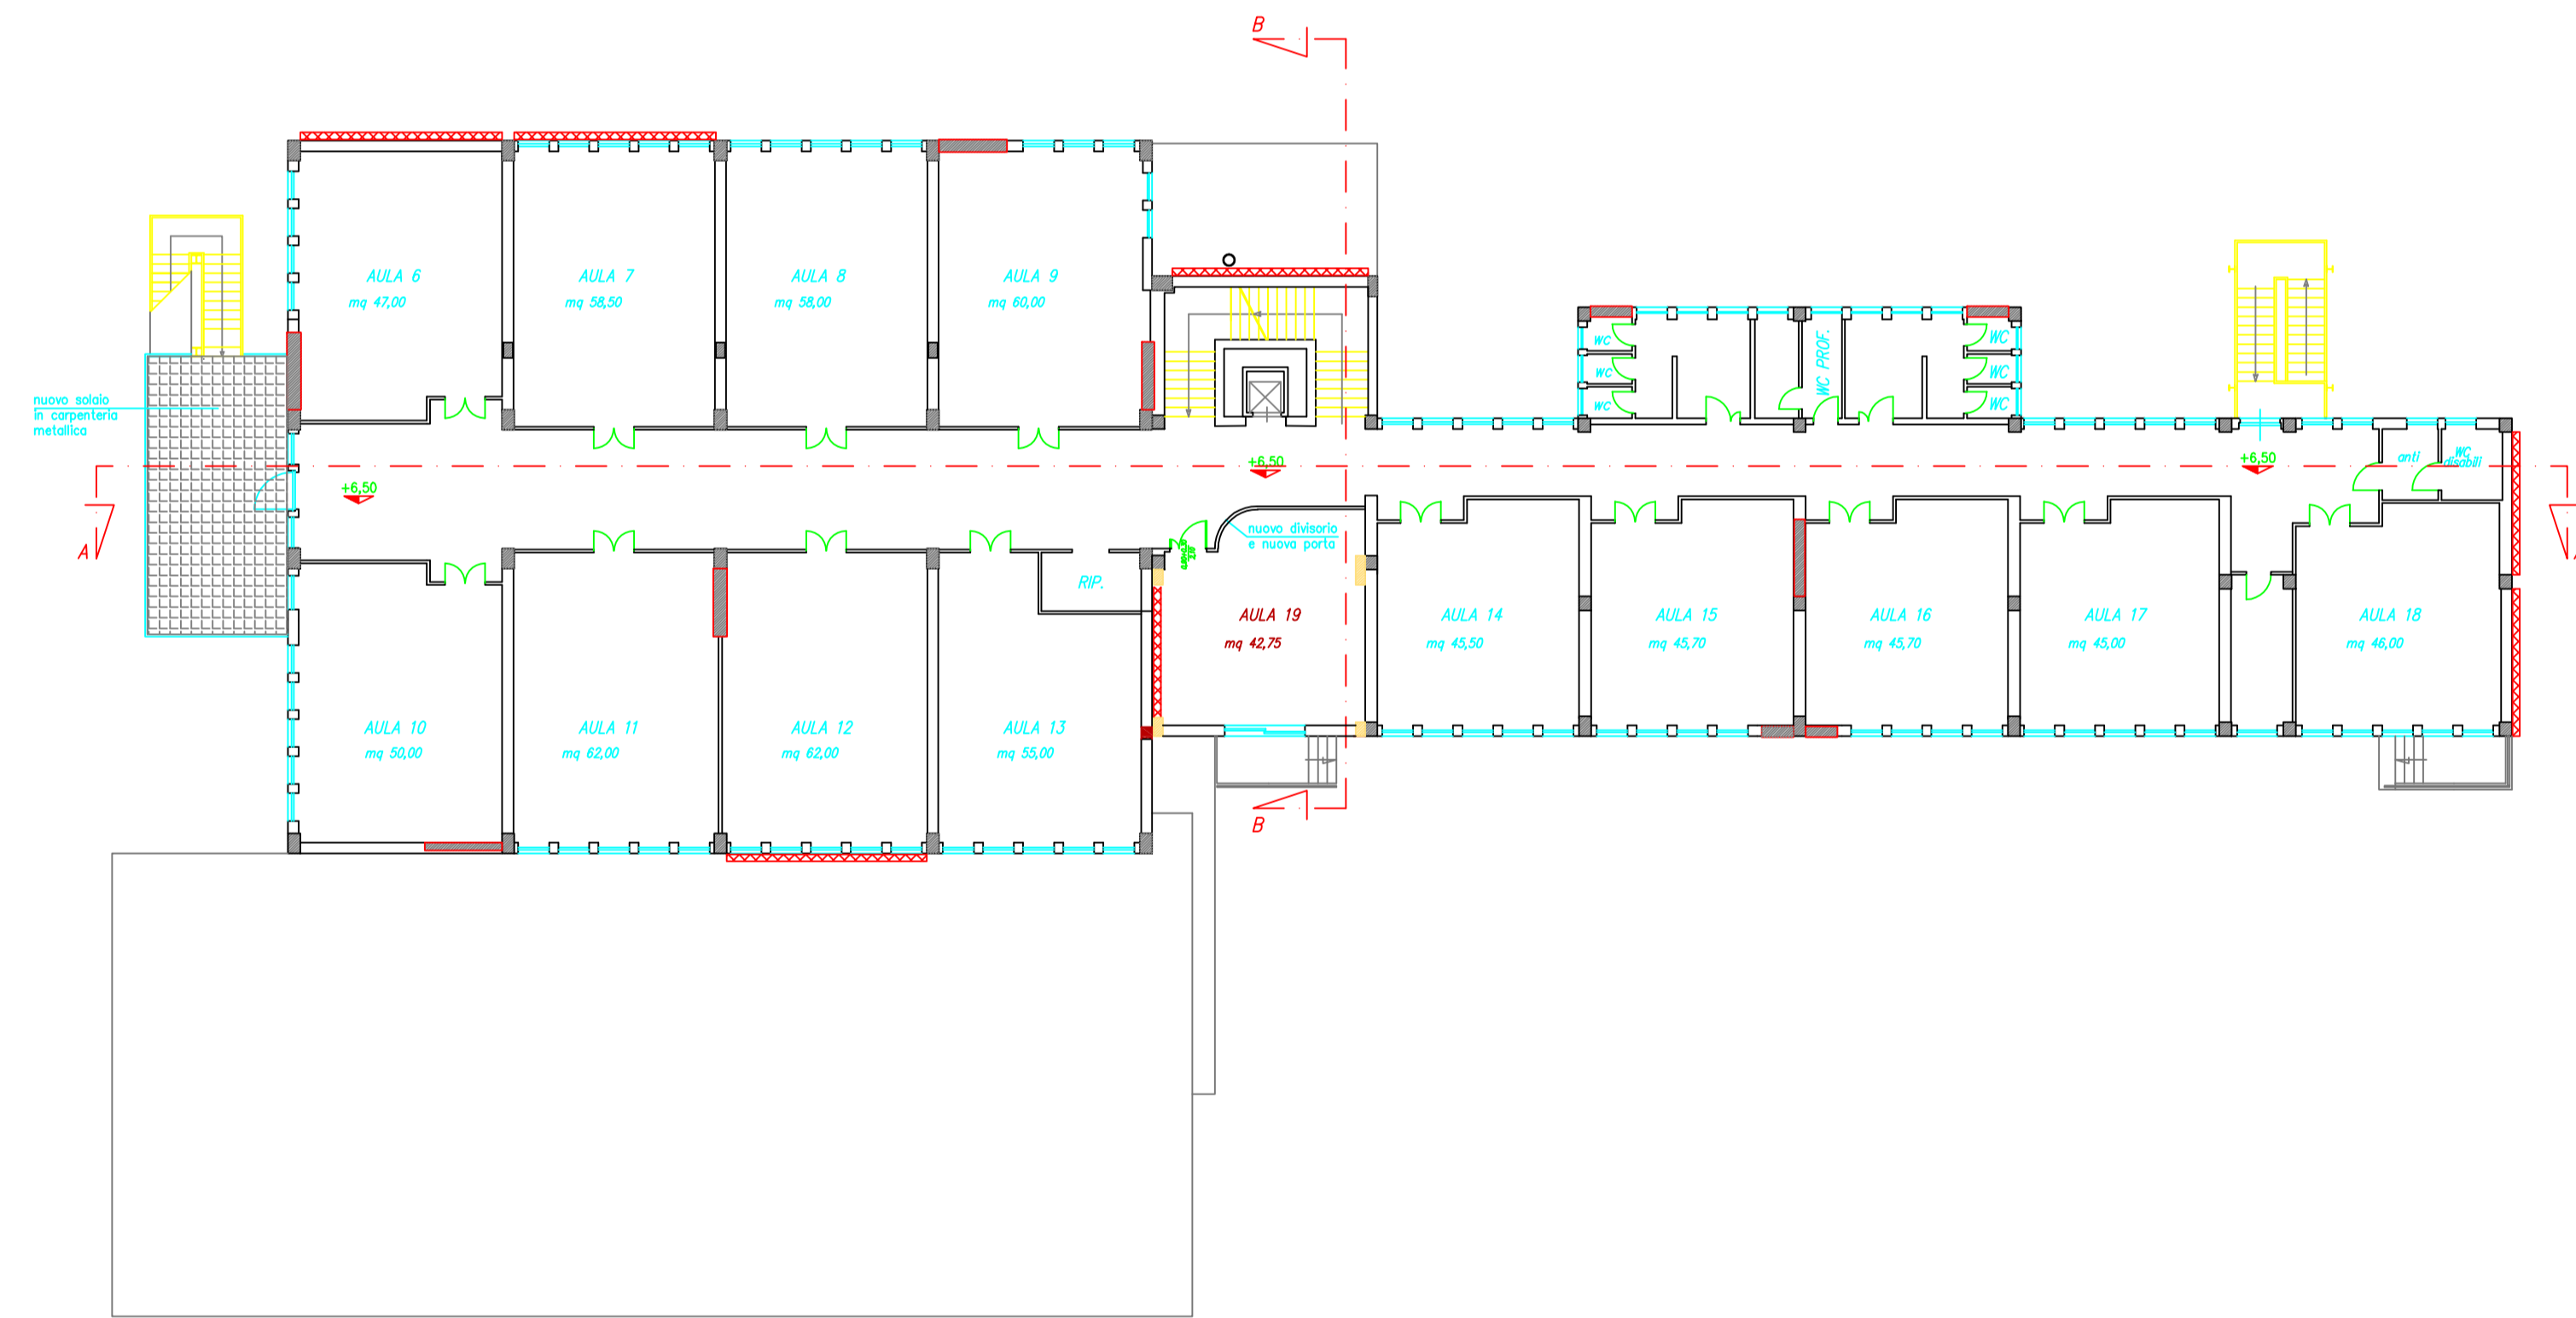 B
AULA 6
mq 47,00
AULA 7
mq 58,50
AULA 8
mq 58,00
AULA 9
mq 60,00
WC
WC
WC
WC PROF.
WC
WC
WC
nuovo solaio
in carpenteria
metallica
+6,50
+6,50
+6,50
anti
WC
disabili
A
nuovo divisorio
e nuova porta
RIP.
AULA 19
mq 42,75
AULA 14
mq 45,50
AULA 15
mq 45,70
AULA 16
mq 45,70
AULA 17
mq 45,00
AULA 18
mq 46,00
AULA 10
mq 50,00
AULA 11
mq 62,00
AULA 12
mq 62,00
AULA 13
mq 55,00
B